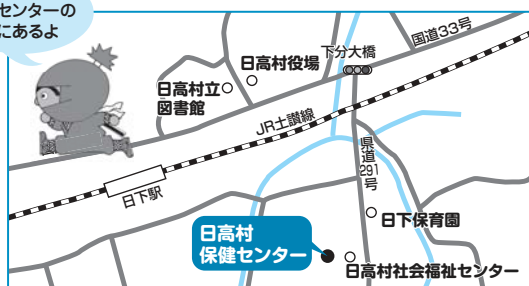 センターの
にあるよ
国道33号
下分大橋
日高村役場
日高村立
図書館
JR土讃線
県道
291
号
日下駅
日下保育園
日高村
保健センター
日高村社会福祉センター